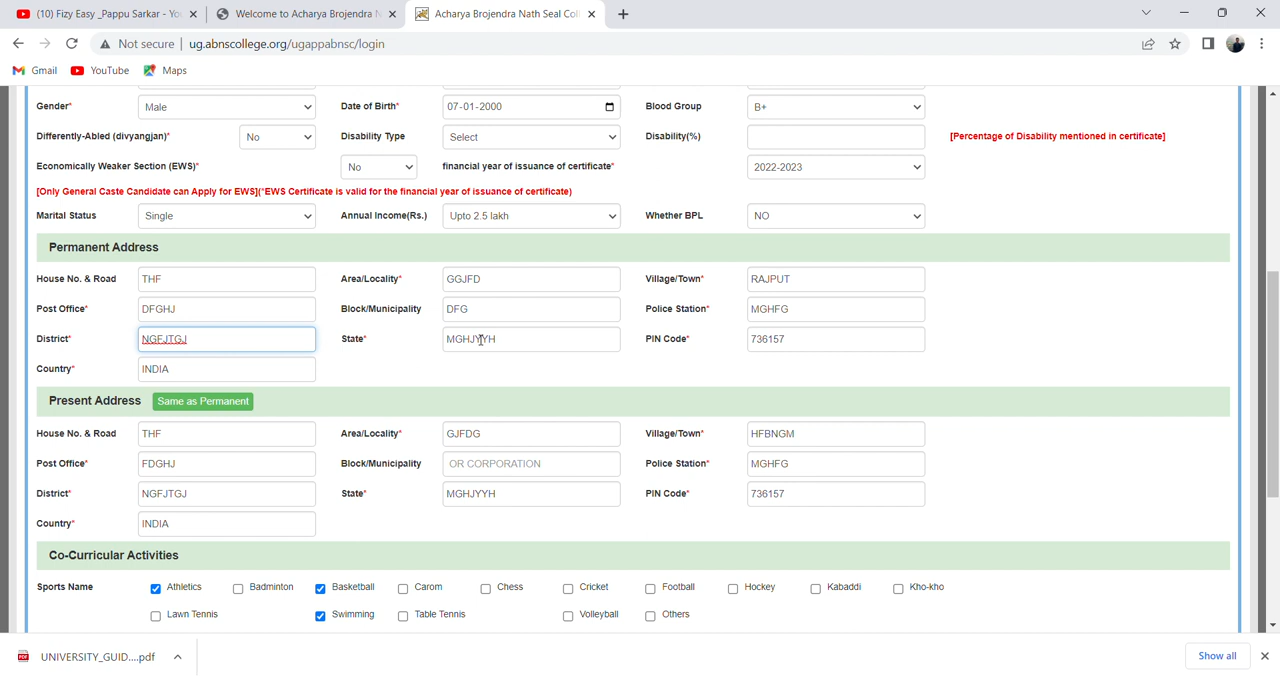 (10) Fizy Easy _Pappu Sarkar - Yo
Welcome to Acharya Brojendra N
Acharya Brojendra Nath Seal Coll
Not secure | ug.abnscollege.org/ugappabnsc/login
Gmail YouTube Maps
Gender* Male Date of Birth* 07-01-2000 Blood Group B+
Differently-Abled (divyangjan)* No Disability Type Select Disability(%) [Percentage of Disability mentioned in certificate]
Economically Weaker Section (EWS)* No financial year of issuance of certificate* 2022-2023
[Only General Caste Candidate can Apply for EWS](*EWS Certificate is valid for the financial year of issuance of certificate)
Marital Status Single Annual Income(Rs.) Upto 2.5 lakh Whether BPL NO
Permanent Address
House No. & Road THF Area/Locality* GGJFD Village/Town* RAJPUT
Post Office* DFGHJ Block/Municipality DFG Police Station* MGHFG
District* NGFJTGJ State* MGHJYYH PIN Code* 736157
Country* INDIA
Present Address Same as Permanent
House No. & Road THF Area/Locality* GJFDG Village/Town* HFBNGM
Post Office* FDGHJ Block/Municipality OR CORPORATION Police Station* MGHFG
District* NGFJTGJ State* MGHJYYH PIN Code* 736157
Country* INDIA
Co-Curricular Activities
Sports Name Athletics Badminton Basketball Carom Chess Cricket Football Hockey Kabaddi Kho-kho
Lawn Tennis Swimming Table Tennis Volleyball Others
UNIVERSITY_GUID....pdf Show all